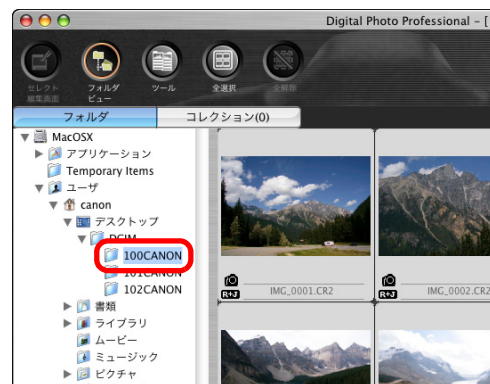 Digital Photo Professional – [
セレクト
編集画面
フォルダ
ビュー
ツール
全選択
全解除
フォルダ
コレクション(0)
MacOSX
アプリケーション
Temporary Items
ユーザ
canon
デスクトップ
DCIM
100CANON
101CANON
102CANON
書類
ライブラリ
ムービー
ミュージック
ピクチャ
R+J
IMG_0001.CR2
R+J
IMG_0002.CR2